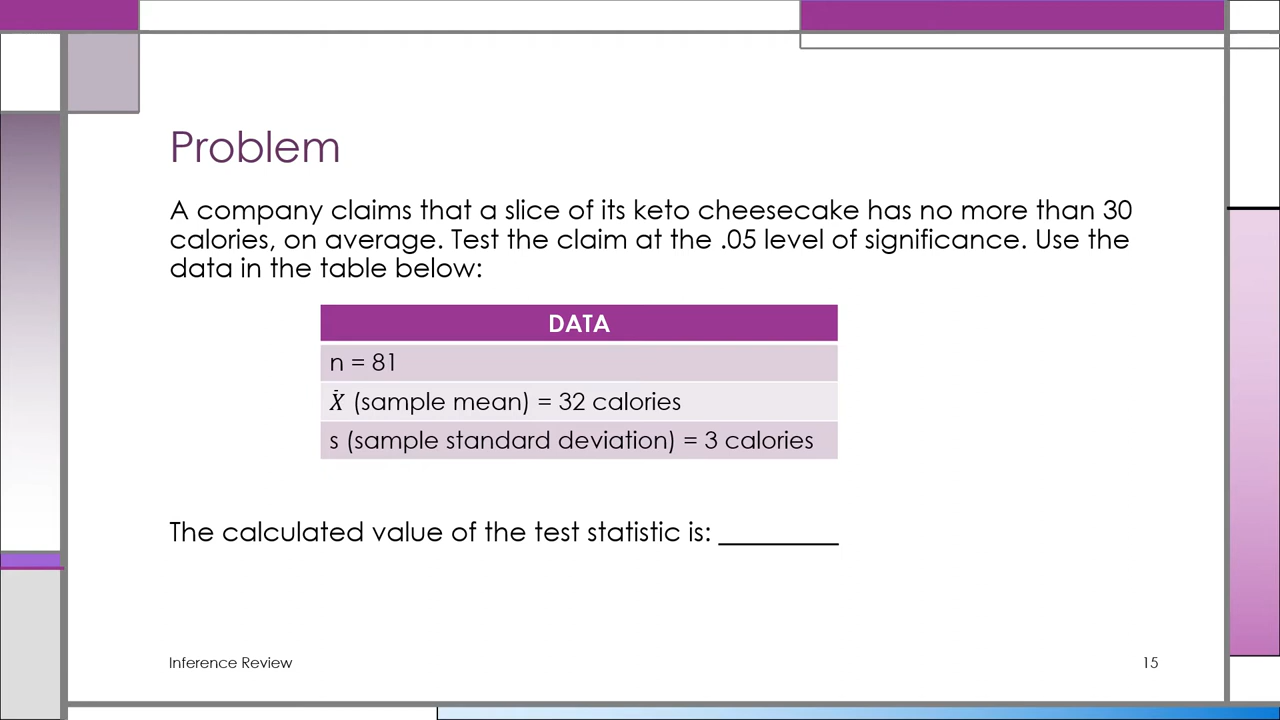 Problem
A company claims that a slice of its keto cheesecake has no more than 30
calories, on average. Test the claim at the .05 level of significance. Use the
data in the table below:
DATA
n = 81
X̄ (sample mean) = 32 calories
s (sample standard deviation) = 3 calories
The calculated value of the test statistic is: _________
Inference Review
15